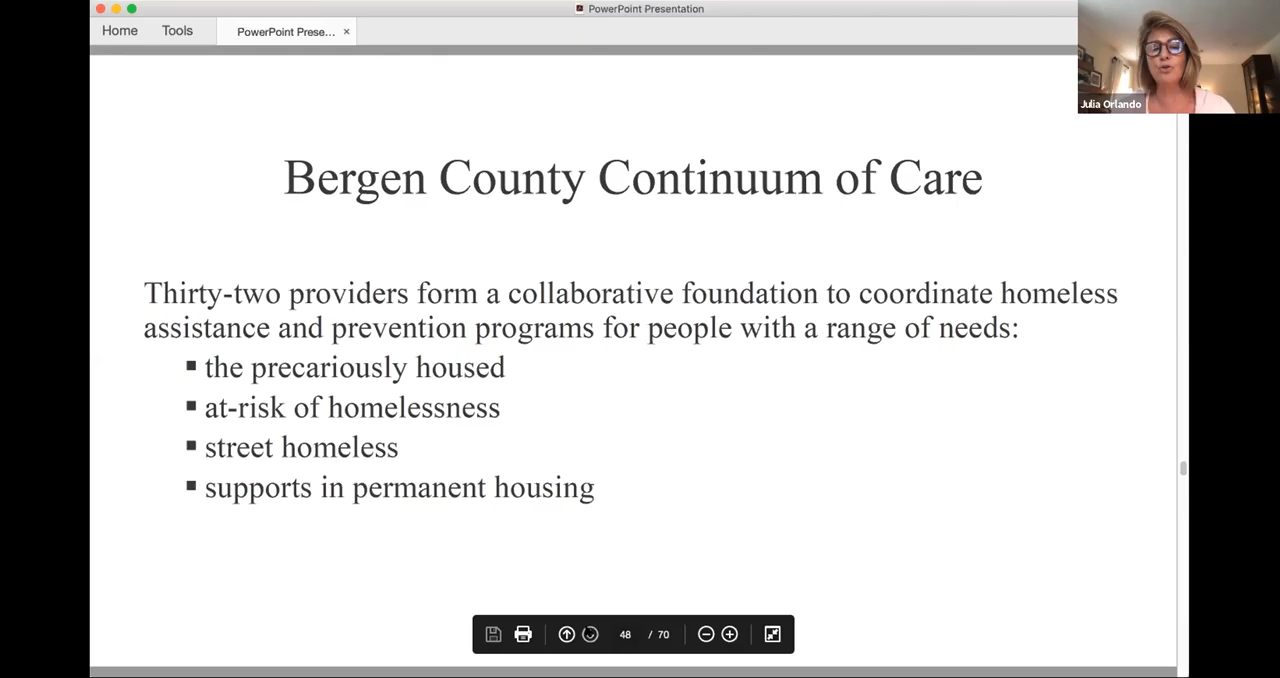 PowerPoint Presentation
Home
Tools
PowerPoint Prese...
Julia Orlando
Bergen County Continuum of Care
Thirty-two providers form a collaborative foundation to coordinate homeless
assistance and prevention programs for people with a range of needs:
▪ the precariously housed
▪ at-risk of homelessness
▪ street homeless
▪ supports in permanent housing
48 / 70